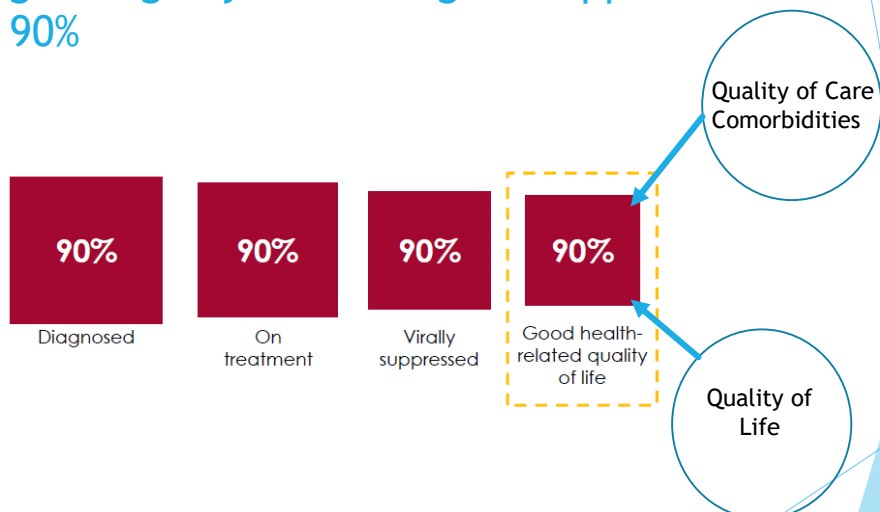 90%
90%
Diagnosed
90%
On
treatment
90%
Virally
suppressed
90%
Good health-
related quality
of life
Quality of Care
Comorbidities
Quality of
Life